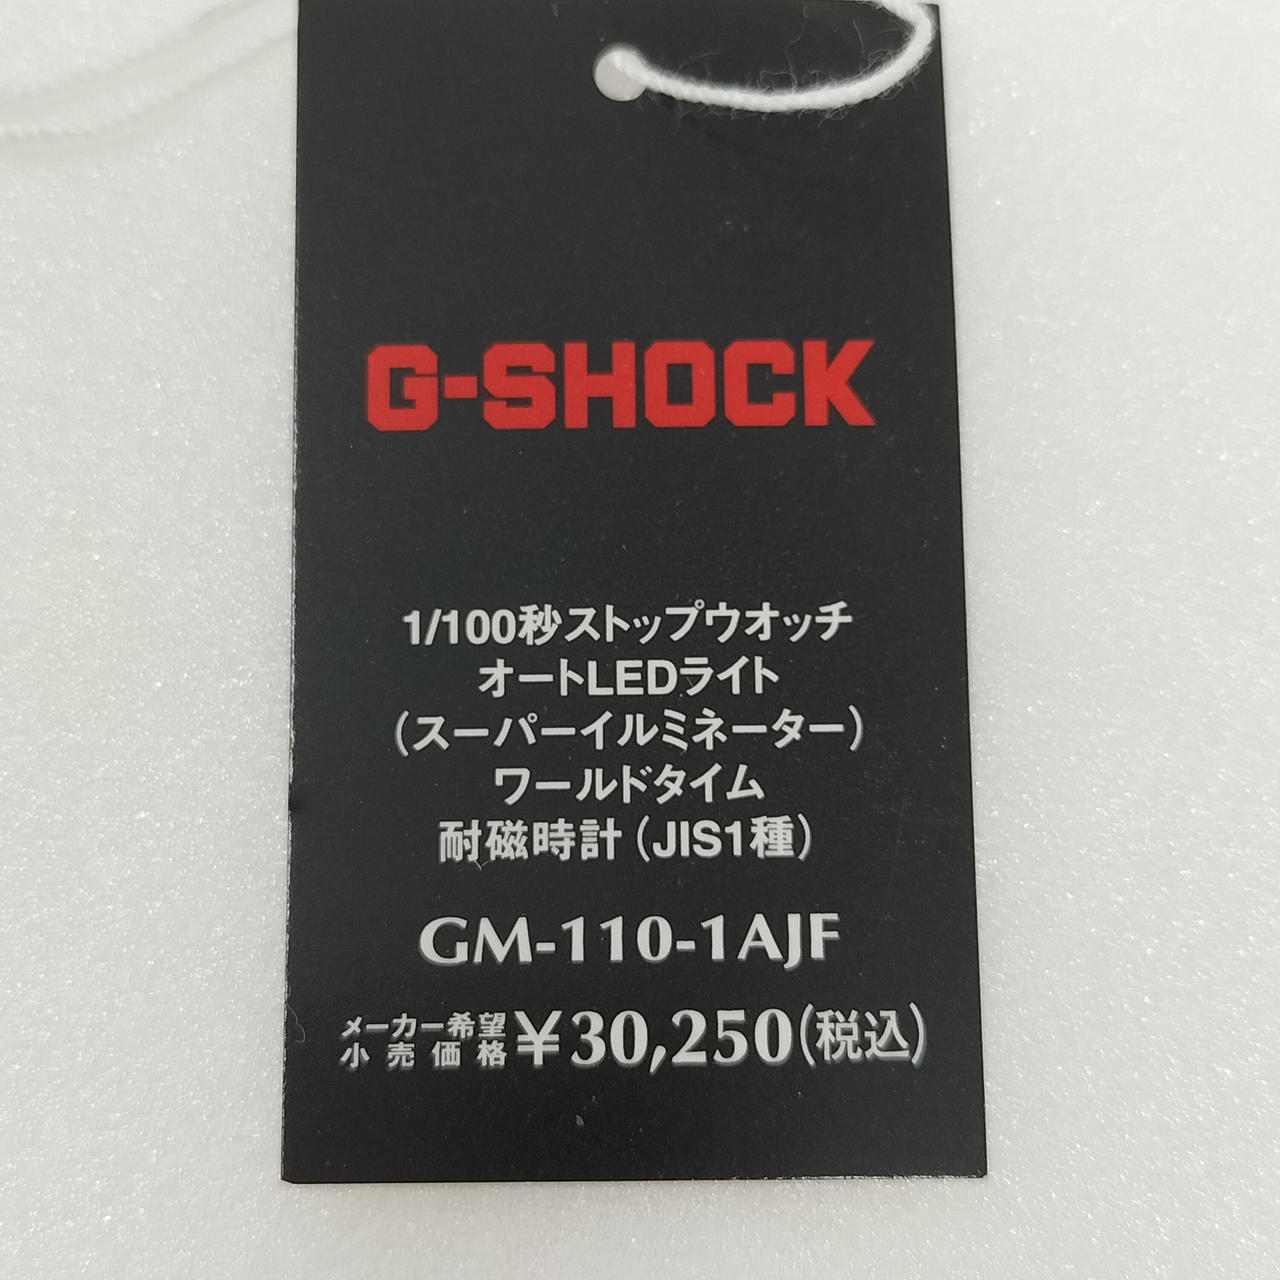 G-SHOCK
1/100秒ストップウオッチ
オートLEDライト
(スーパーイルミネーター)
ワールドタイム
耐磁時計(JIS1種)
GM-110-1AJF
メーカー希望
小売価格 ¥30,250(税込)